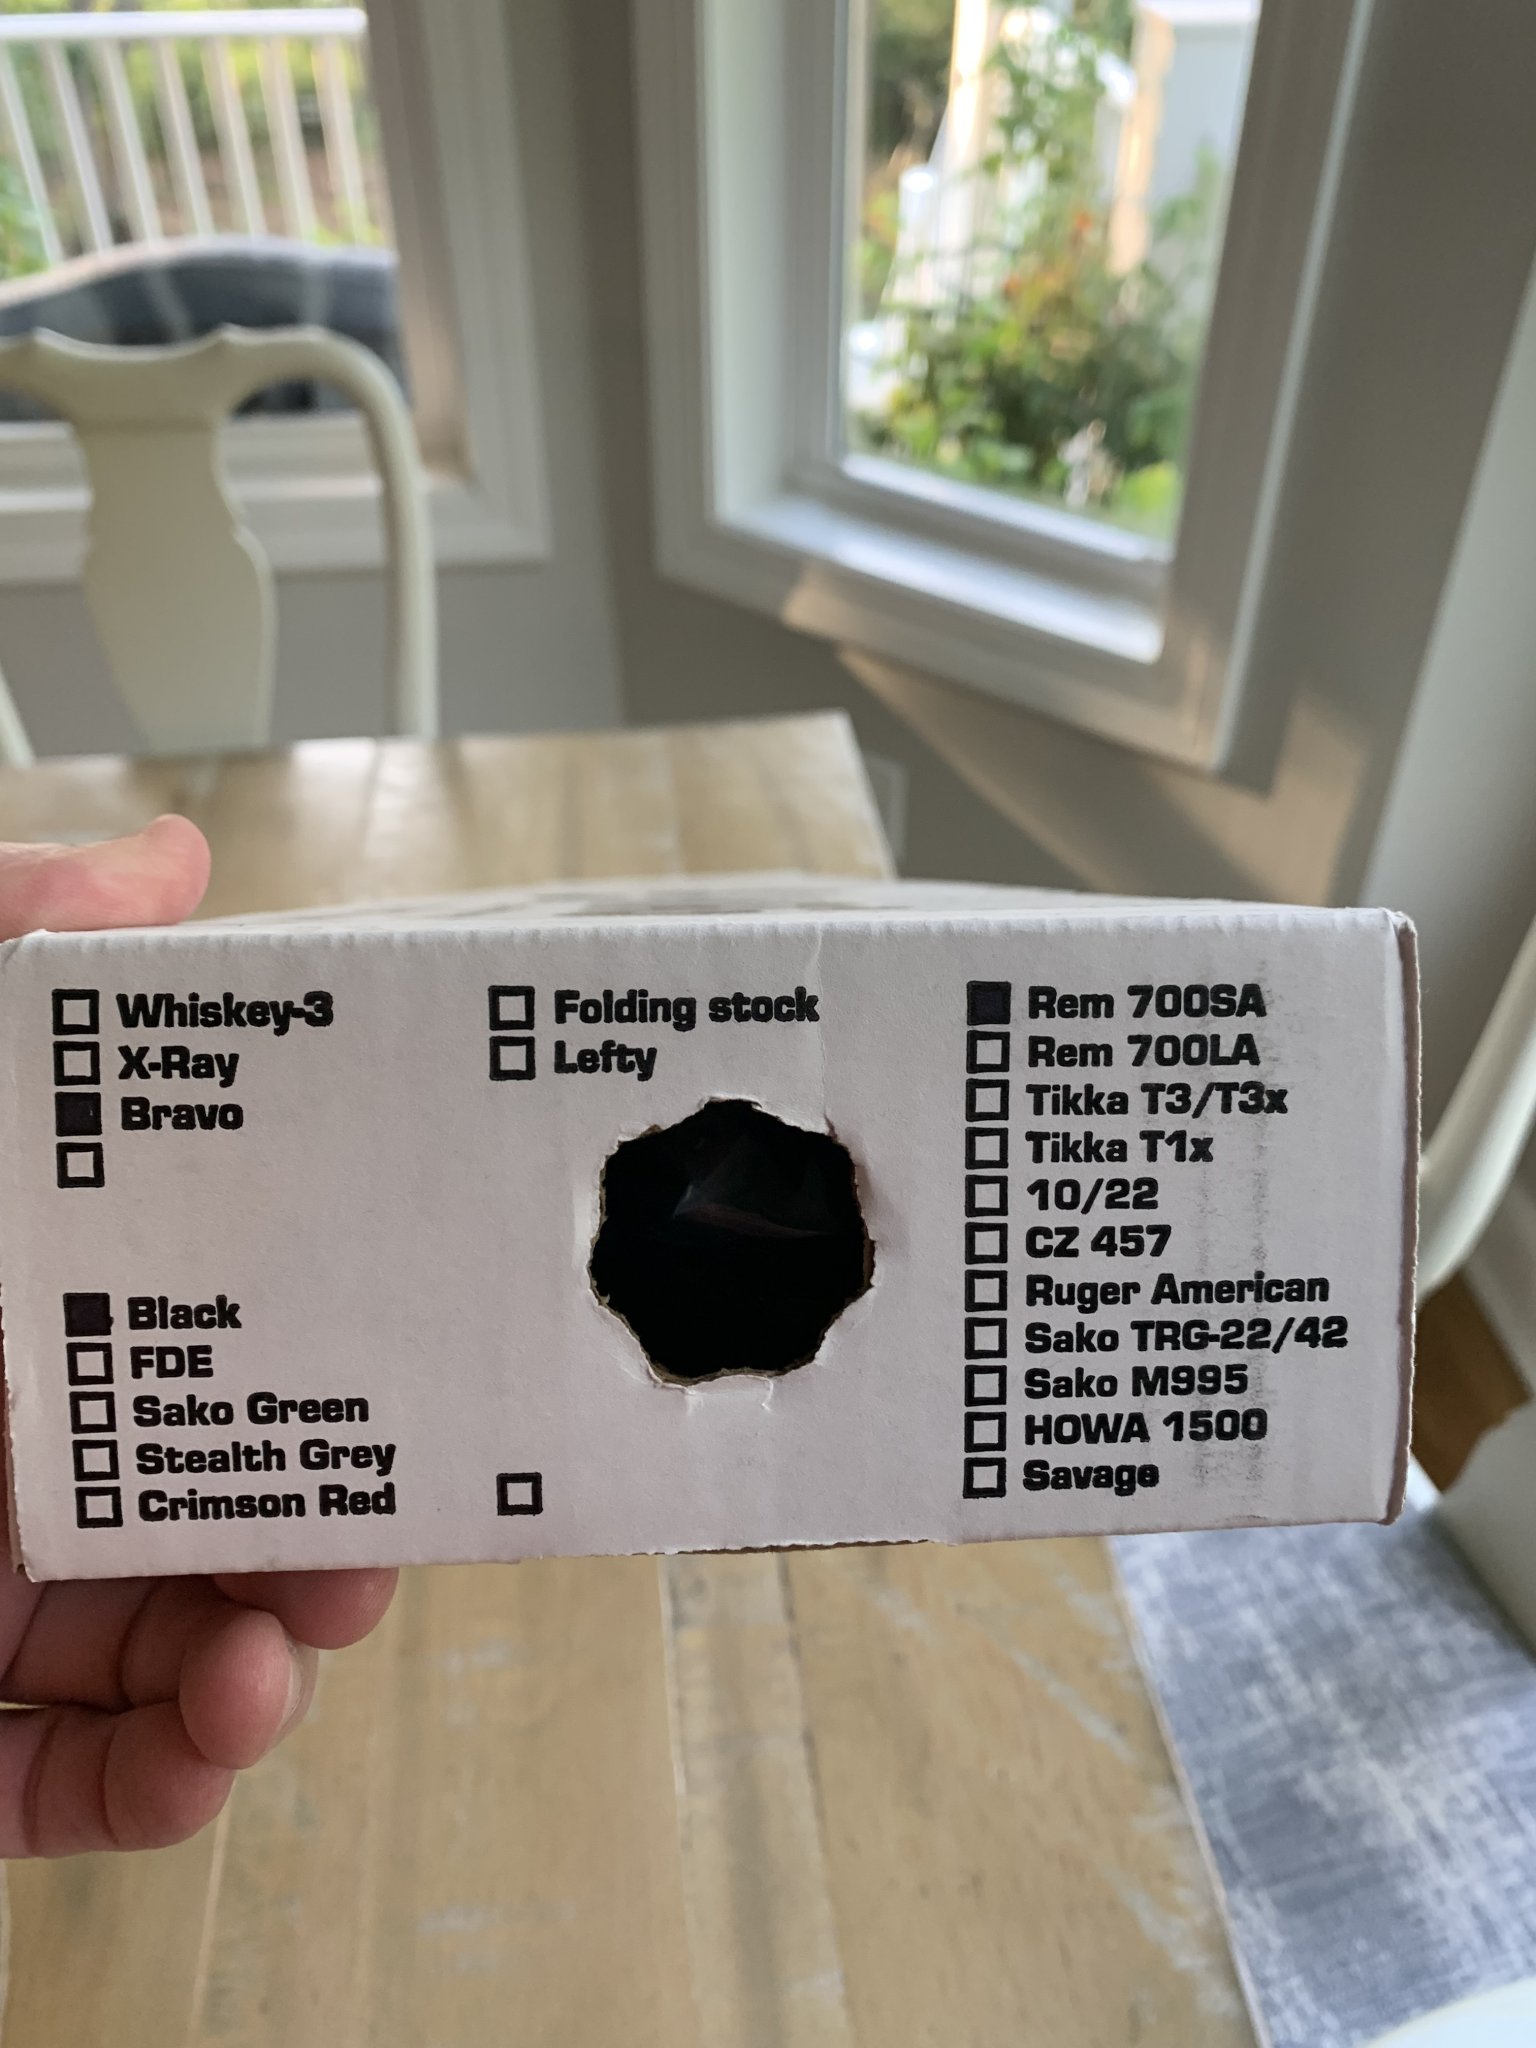 Whiskey-3
X-Ray
Bravo
Black
FDE
Sako Green
Stealth Grey
Crimson Red
Folding stock
Lefty
Rem 700SA
Rem 700LA
Tikka T3/T3x
Tikka T1x
10/22
CZ 457
Ruger American
Sako TRG-22/42
Sako M995
HOWA 1500
Savage